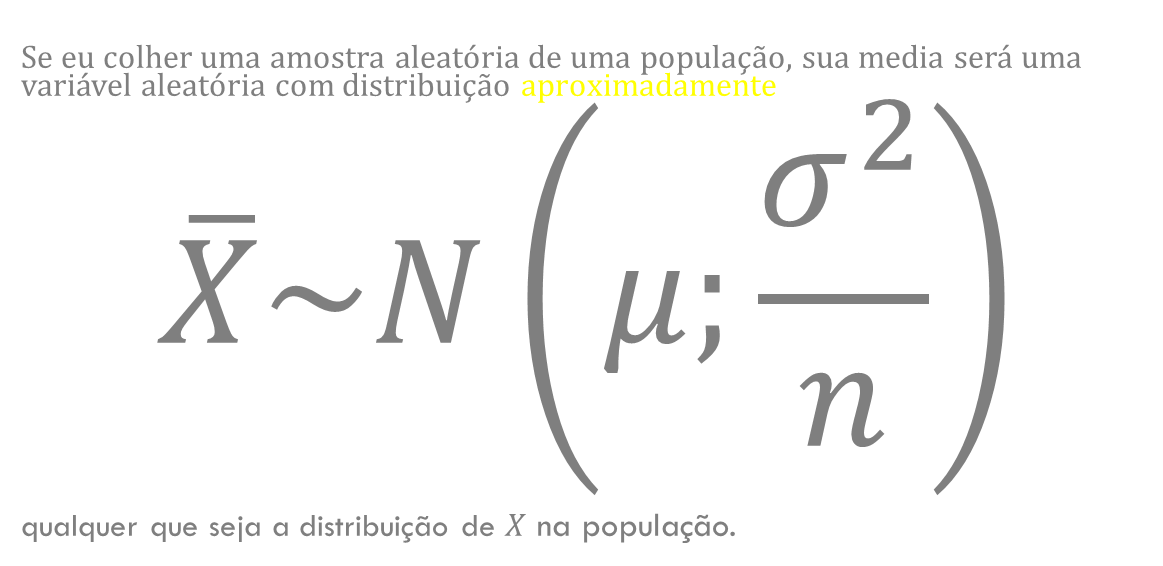 Se eu colher uma amostra aleatória de uma população, sua media será uma
variável aleatória com distribuição aproximadamente
X̅~N(μ; σ²/n)
qualquer que seja a distribuição de X na população.